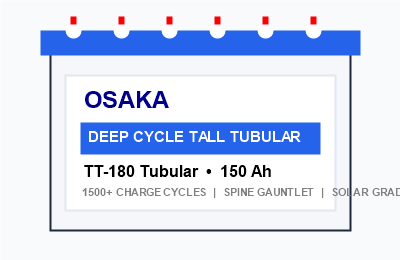 OSAKA
DEEP CYCLE TALL TUBULAR
TT-180 Tubular • 150 Ah
1500+ CHARGE CYCLES | SPINE GAUNTLET | SOLAR GRAD